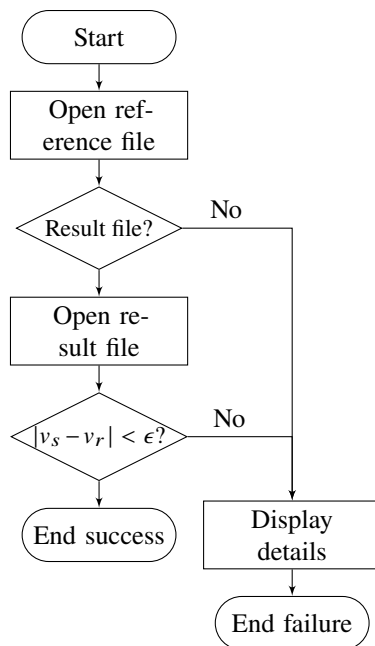 Start
Open ref-
erence file
Result file?
No
Open re-
sult file
|v_s − v_r| < ϵ?
No
End success
Display
details
End failure